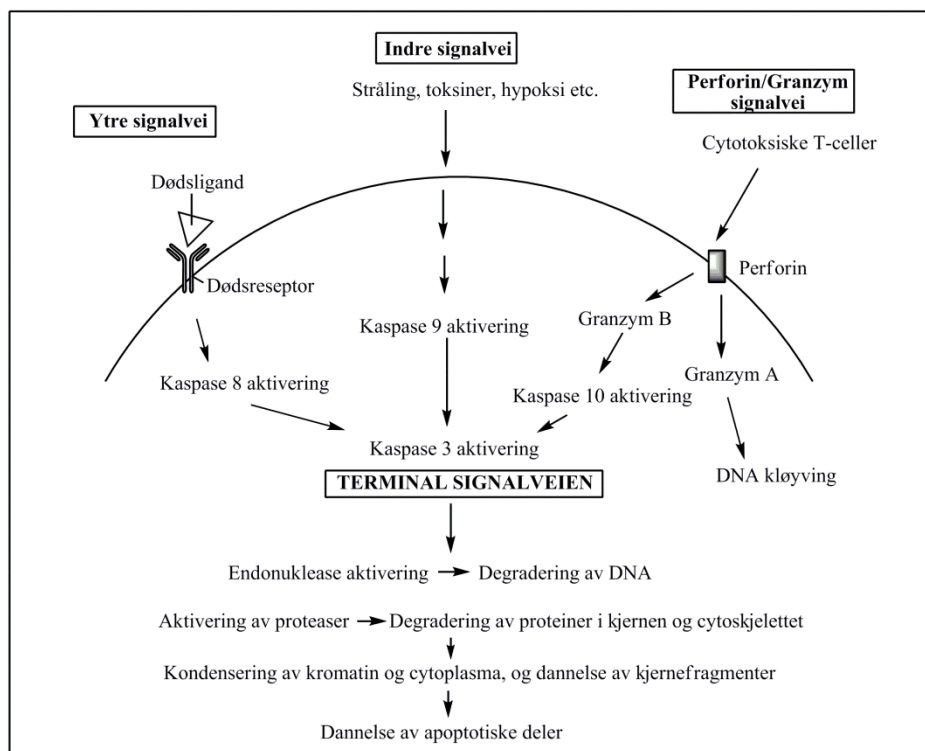 Indre signalvei
Stråling, toksiner, hypoksi etc.
Ytre signalvei
Perforin/Granzym
signalvei
Cytotoksiske T-celler
Dødsligand
Dødsreseptor
Perforin
Kaspase 9 aktivering
Granzym B
Kaspase 8 aktivering
Kaspase 10 aktivering
Granzym A
Kaspase 3 aktivering
DNA kløyving
TERMINAL SIGNALVEIEN
Endonuklease aktivering
Degradering av DNA
Aktivering av proteaser
Degradering av proteiner i kjernen og cytoskjelettet
Kondensering av kromatin og cytoplasma, og dannelse av kjernefragmenter
Dannelse av apoptotiske deler